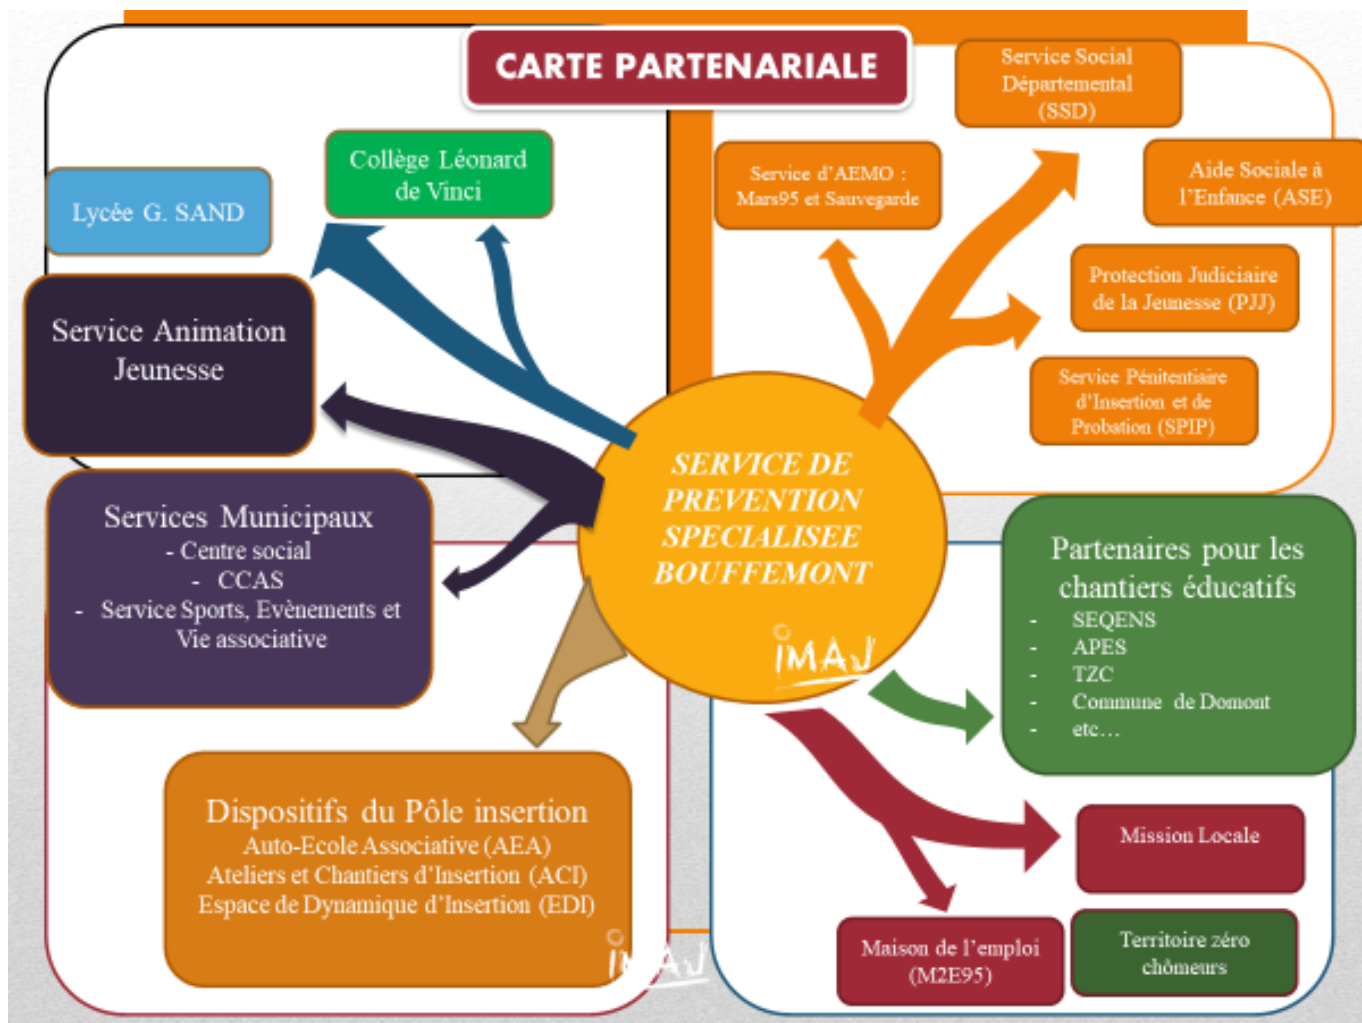 CARTE PARTENARIALE
Service Social
Départemental
(SSD)
Collège Léonard
de Vinci
Lycée G. SAND
Service d'AEMO :
Mars95 et Sauvegarde
Aide Sociale à
l'Enfance (ASE)
Protection Judiciaire
de la Jeunesse (PJJ)
Service Animation
Jeunesse
Service Pénitentiaire
d'Insertion et de
Probation (SPIP)
SERVICE DE
PREVENTION
SPECIALISEE
BOUFFEMONT
iMAJ
Services Municipaux
- Centre social
- CCAS
- Service Sports, Evènements et
Vie associative
Partenaires pour les
chantiers éducatifs
- SEQENS
- APES
- TZC
- Commune de Domont
- etc…
Dispositifs du Pôle insertion
Auto-Ecole Associative (AEA)
Ateliers et Chantiers d'Insertion (ACI)
Espace de Dynamique d'Insertion (EDI)
iMAJ
Mission Locale
Maison de l'emploi
(M2E95)
Territoire zéro
chômeurs